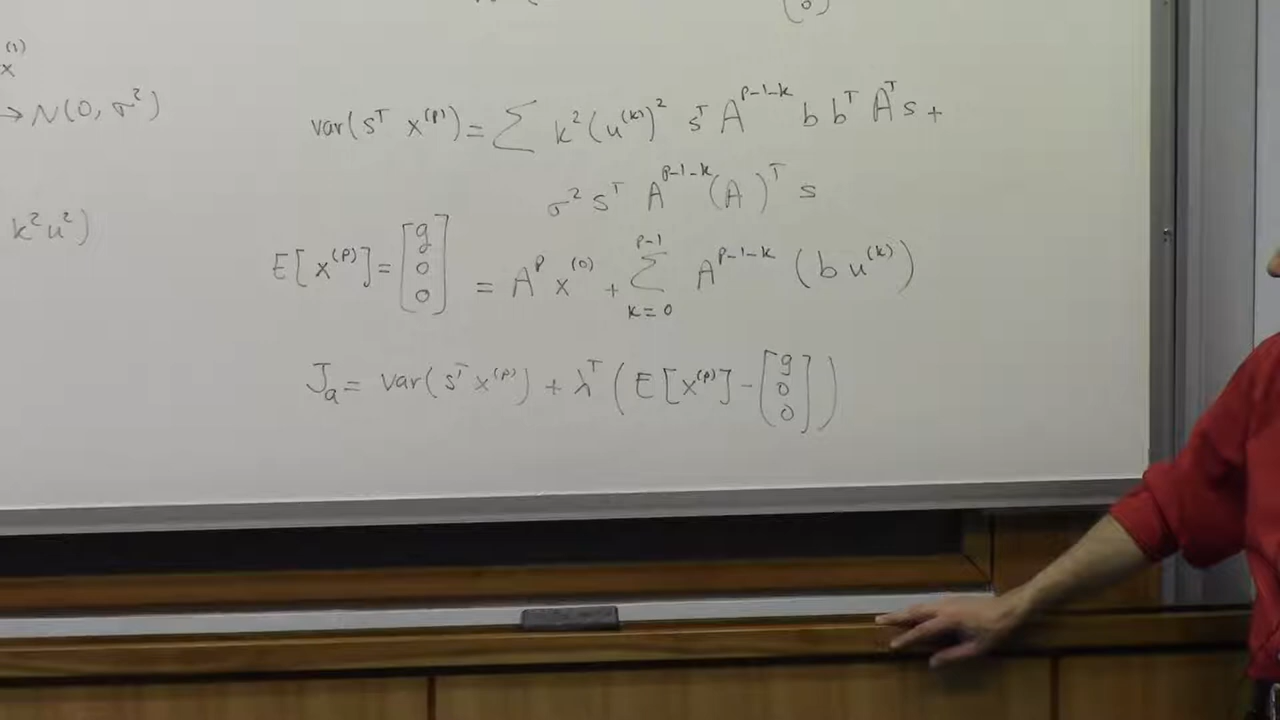 (0)
x^(1)
→ N(0, σ²)
var(s^T x^(p)) = ∑ k²(u^(k))² s^T A^(p-1-k) b b^T A^T s +
σ² s^T A^(p-1-k) (A)^T s
k²u²)
E[x^(p)] = [g 0 0] = A^p x^(0) + ∑_{k=0}^{p-1} A^(p-1-k) (b u^(k))
J_a = var(s^T x^(p)) + λ^T (E[x^(p)] - [g 0 0])